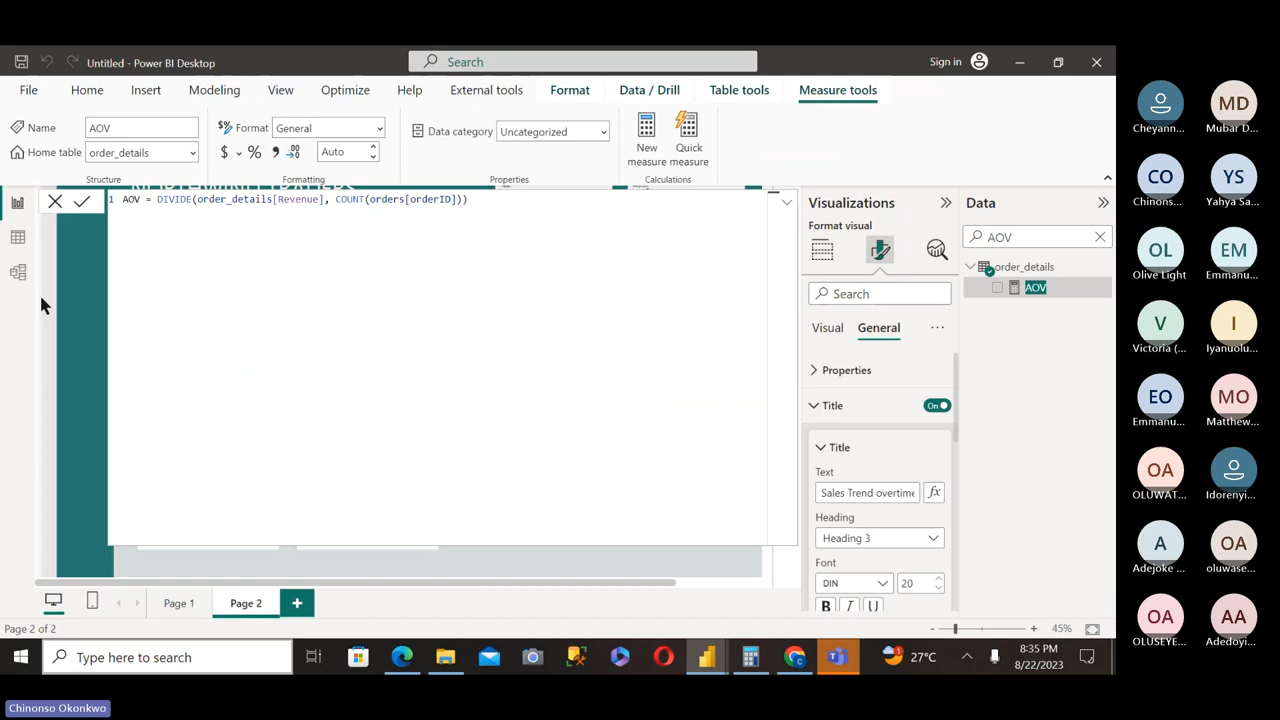 Untitled - Power BI Desktop
Search
Sign in
File
Home
Insert
Modeling
View
Optimize
Help
External tools
Format
Data / Drill
Table tools
Measure tools
Name
AOV
Home table
order_details
Structure
Format
General
$
%
,
.00
Auto
Formatting
Data category
Uncategorized
Properties
New
measure
Quick
measure
Calculations
1 AOV = DIVIDE(order_details[Revenue], COUNT(orders[orderID]))
Visualizations
Format visual
Search
Visual
General
...
Properties
Title
On
Title
Text
Sales Trend overtime
Heading
Heading 3
Font
DIN
20
B
I
U
Data
AOV
order_details
AOV
Page 1
Page 2
+
Page 2 of 2
-
+
45%
Type here to search
1
27°C
8:35 PM
8/22/2023
Cheyann...
MD
Mubar D...
CO
Chinons...
YS
Yahya Sa...
OL
Olive Light
EM
Emmanu...
V
Victoria (...
I
Iyanuolu...
EO
Emmanu...
MO
Matthew...
OA
OLUWAT...
Idorenyi...
A
Adejoke ...
OA
oluwase...
OA
OLUSEYE...
AA
Adedoyi...
Chinonso Okonkwo